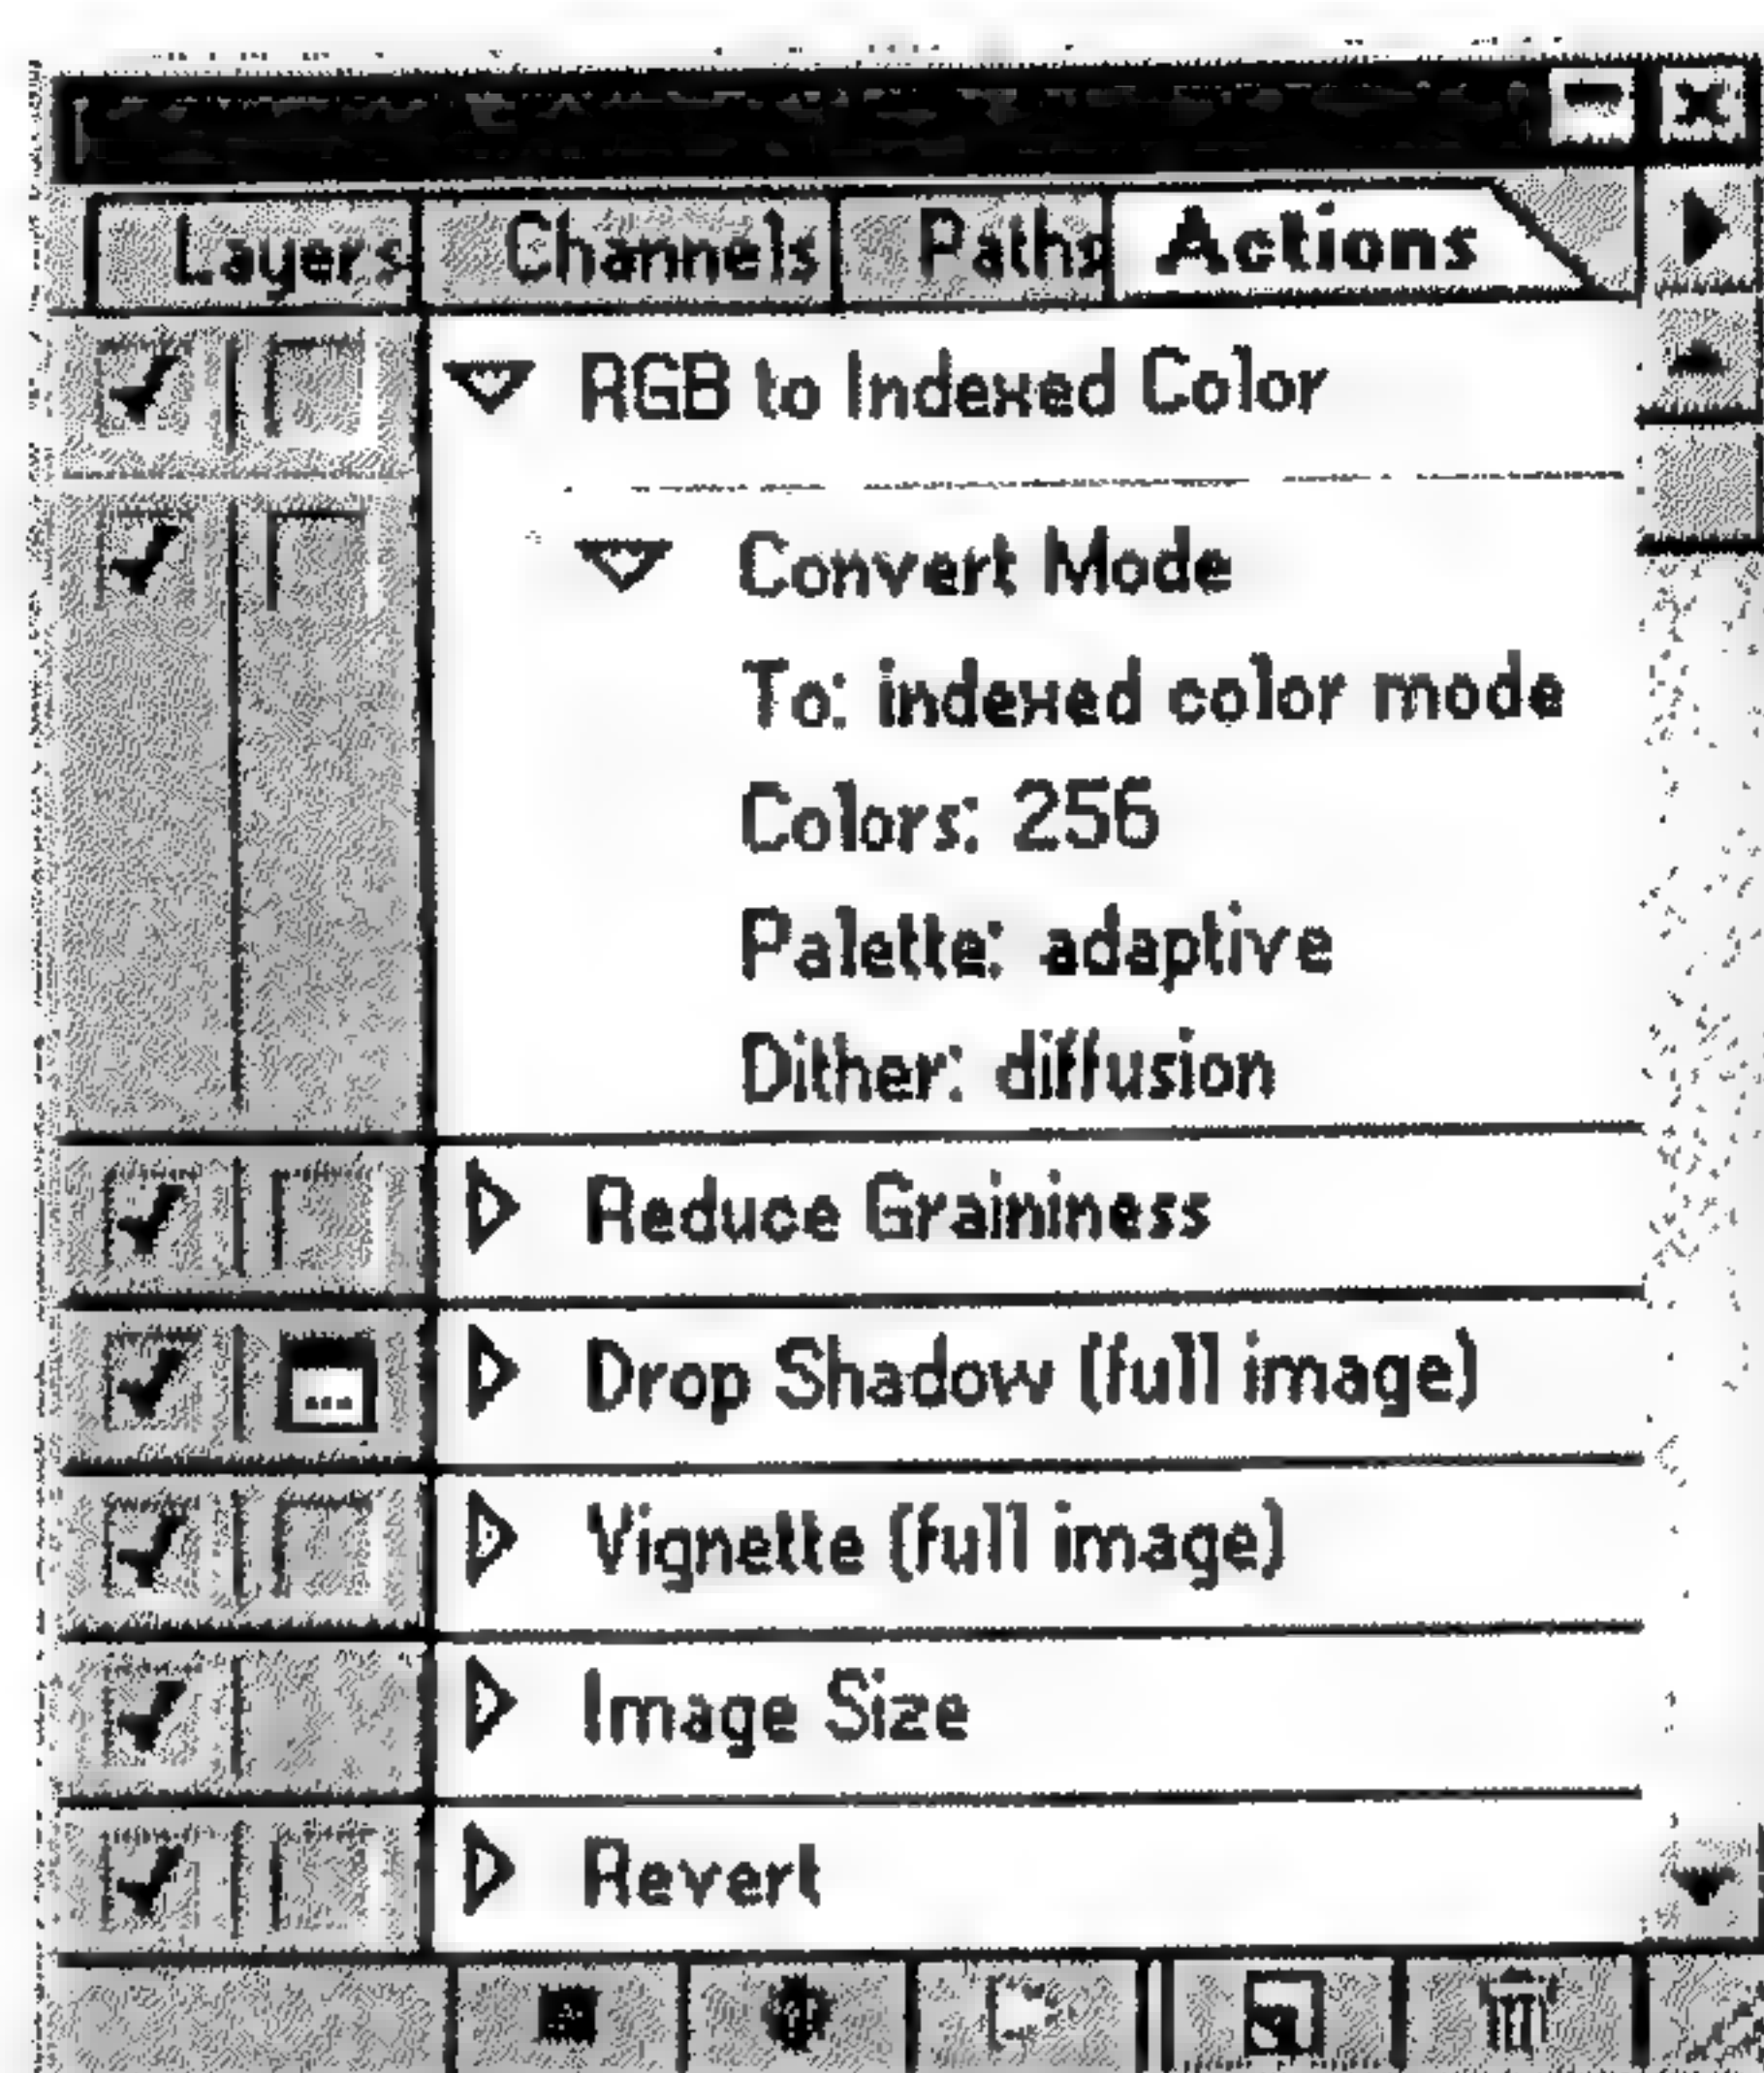 Layers Channels Paths Actions
RGB to Indexed Color
Convert Mode
To: indexed color mode
Colors: 256
Palette: adaptive
Dither: diffusion
Reduce Graininess
Drop Shadow (full image)
Vignette (full image)
Image Size
Revert